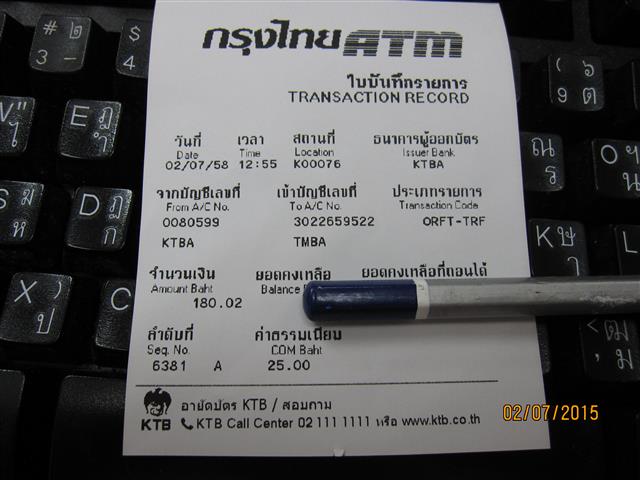 กรุงไทย ATM
ใบบันทึกรายการ
TRANSACTION RECORD
วันที่ เวลา สถานที่ ธนาคารผู้ออกบัตร
Date Time Location Issuer Bank
02/07/58 12:55 K00076 KTBA
จากบัญชีเลขที่ เข้าบัญชีเลขที่ ประเภทรายการ
From A/C No. To A/C No. Transaction Code
0080599 3022659522 ORFT-TRF
KTBA TMBA
จำนวนเงิน ยอดคงเหลือ ยอดคงเหลือที่ถอนได้
Amount Baht Balance
180.02
ลำดับที่ ค่าธรรมเนียม
Seq. No. COM Baht
6381 A 25.00
อายัดบัตร KTB / สอบถาม
KTB KTB Call Center 02 111 1111 หรือ www.ktb.co.th
02/07/2015